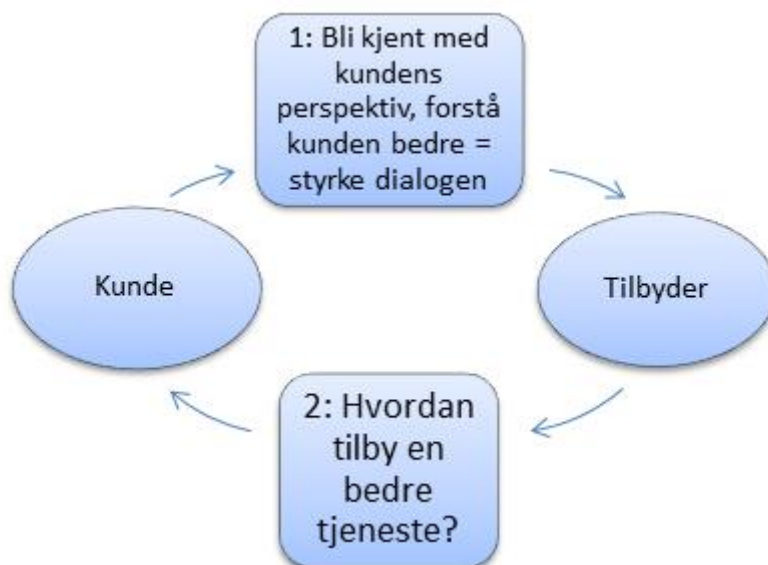 1: Bli kjent med
kundens
perspektiv, forstå
kunden bedre =
styrke dialogen
Kunde
Tilbyder
2: Hvordan
tilby en
bedre
tjeneste?